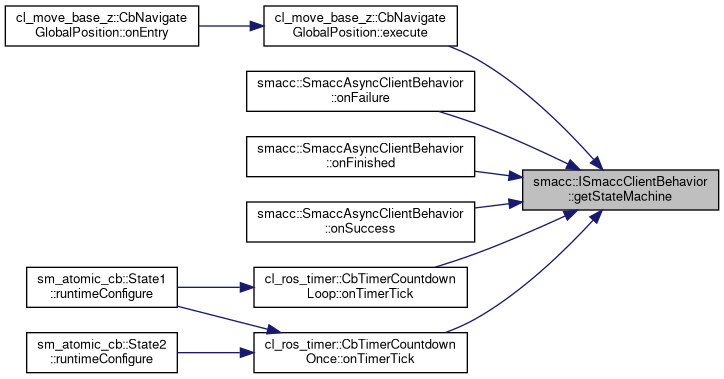 cl_move_base_z::CbNavigate
GlobalPosition::onEntry
cl_move_base_z::CbNavigate
GlobalPosition::execute
smacc::SmaccAsyncClientBehavior
::onFailure
smacc::SmaccAsyncClientBehavior
::onFinished
smacc::SmaccAsyncClientBehavior
::onSuccess
smacc::ISmaccClientBehavior
::getStateMachine
sm_atomic_cb::State1
::runtimeConfigure
cl_ros_timer::CbTimerCountdown
Loop::onTimerTick
sm_atomic_cb::State2
::runtimeConfigure
cl_ros_timer::CbTimerCountdown
Once::onTimerTick